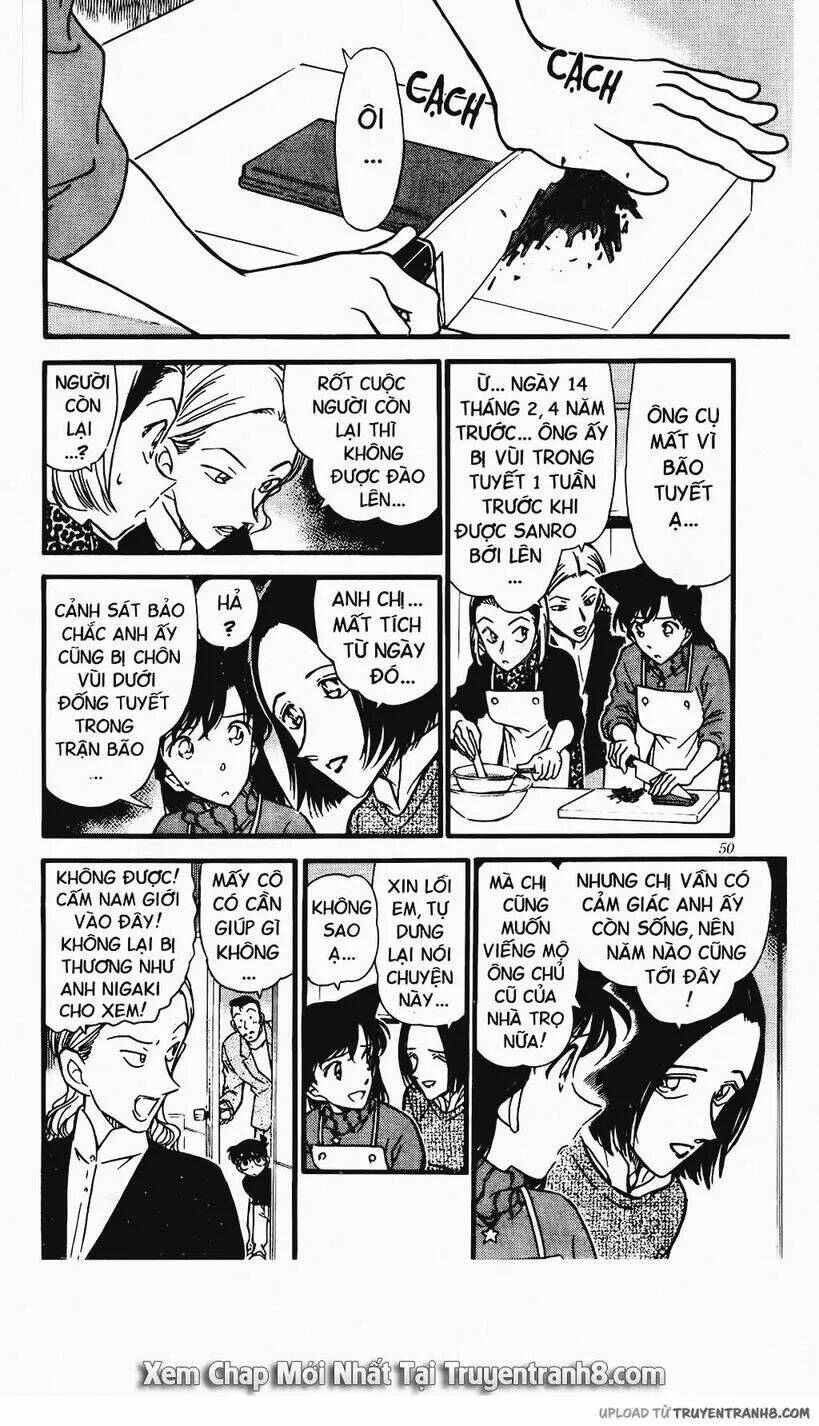 CẠCH
CẠCH
ÔI
...
ÔNG CỤ
MẤT VÌ
BÃO
TUYẾT
Ạ...
Ừ... NGÀY 14
THÁNG 2, 4 NĂM
TRƯỚC... ÔNG ẤY
BỊ VÙI TRONG
TUYẾT 1 TUẦN
TRƯỚC KHI
ĐƯỢC SANRO
BỚI LÊN
...
RỐT CUỘC
NGƯỜI CÒN
LẠI THÌ
KHÔNG
ĐƯỢC ĐÀO
LÊN...
NGƯỜI
CÒN
LẠI
...?
ANH CHỊ...
MẤT TÍCH
TỪ NGÀY
ĐÓ...
HẢ
?
CẢNH SÁT BẢO
CHẮC ANH ẤY
CŨNG BỊ CHÔN
VÙI DƯỚI
ĐỐNG TUYẾT
TRONG
TRẬN BÃO
...
50
NHƯNG CHỊ VẪN CÓ
CẢM GIÁC ANH ẤY
CÒN SỐNG, NÊN
NĂM NÀO CŨNG
TỚI ĐÂY
!
MÀ CHỊ
CŨNG
MUỐN
VIẾNG MỘ
ÔNG CHỦ
CŨ CỦA
NHÀ TRỌ
NỮA!
XIN LỖI
EM, TỰ
DƯNG
LẠI NÓI
CHUYỆN
NÀY...
KHÔNG
SAO
Ạ...
MẤY CÔ
CÓ CẦN
GIÚP GÌ
KHÔNG
...
KHÔNG ĐƯỢC!
CẤM NAM GIỚI
VÀO ĐÂY!
KHÔNG LẠI BỊ
THƯƠNG NHƯ
ANH NIGAKI
CHO XEM!
Xem Chap Mới Nhất Tại Truyentranh8.com
UPLOAD TỪ TRUYENTRANH8.COM